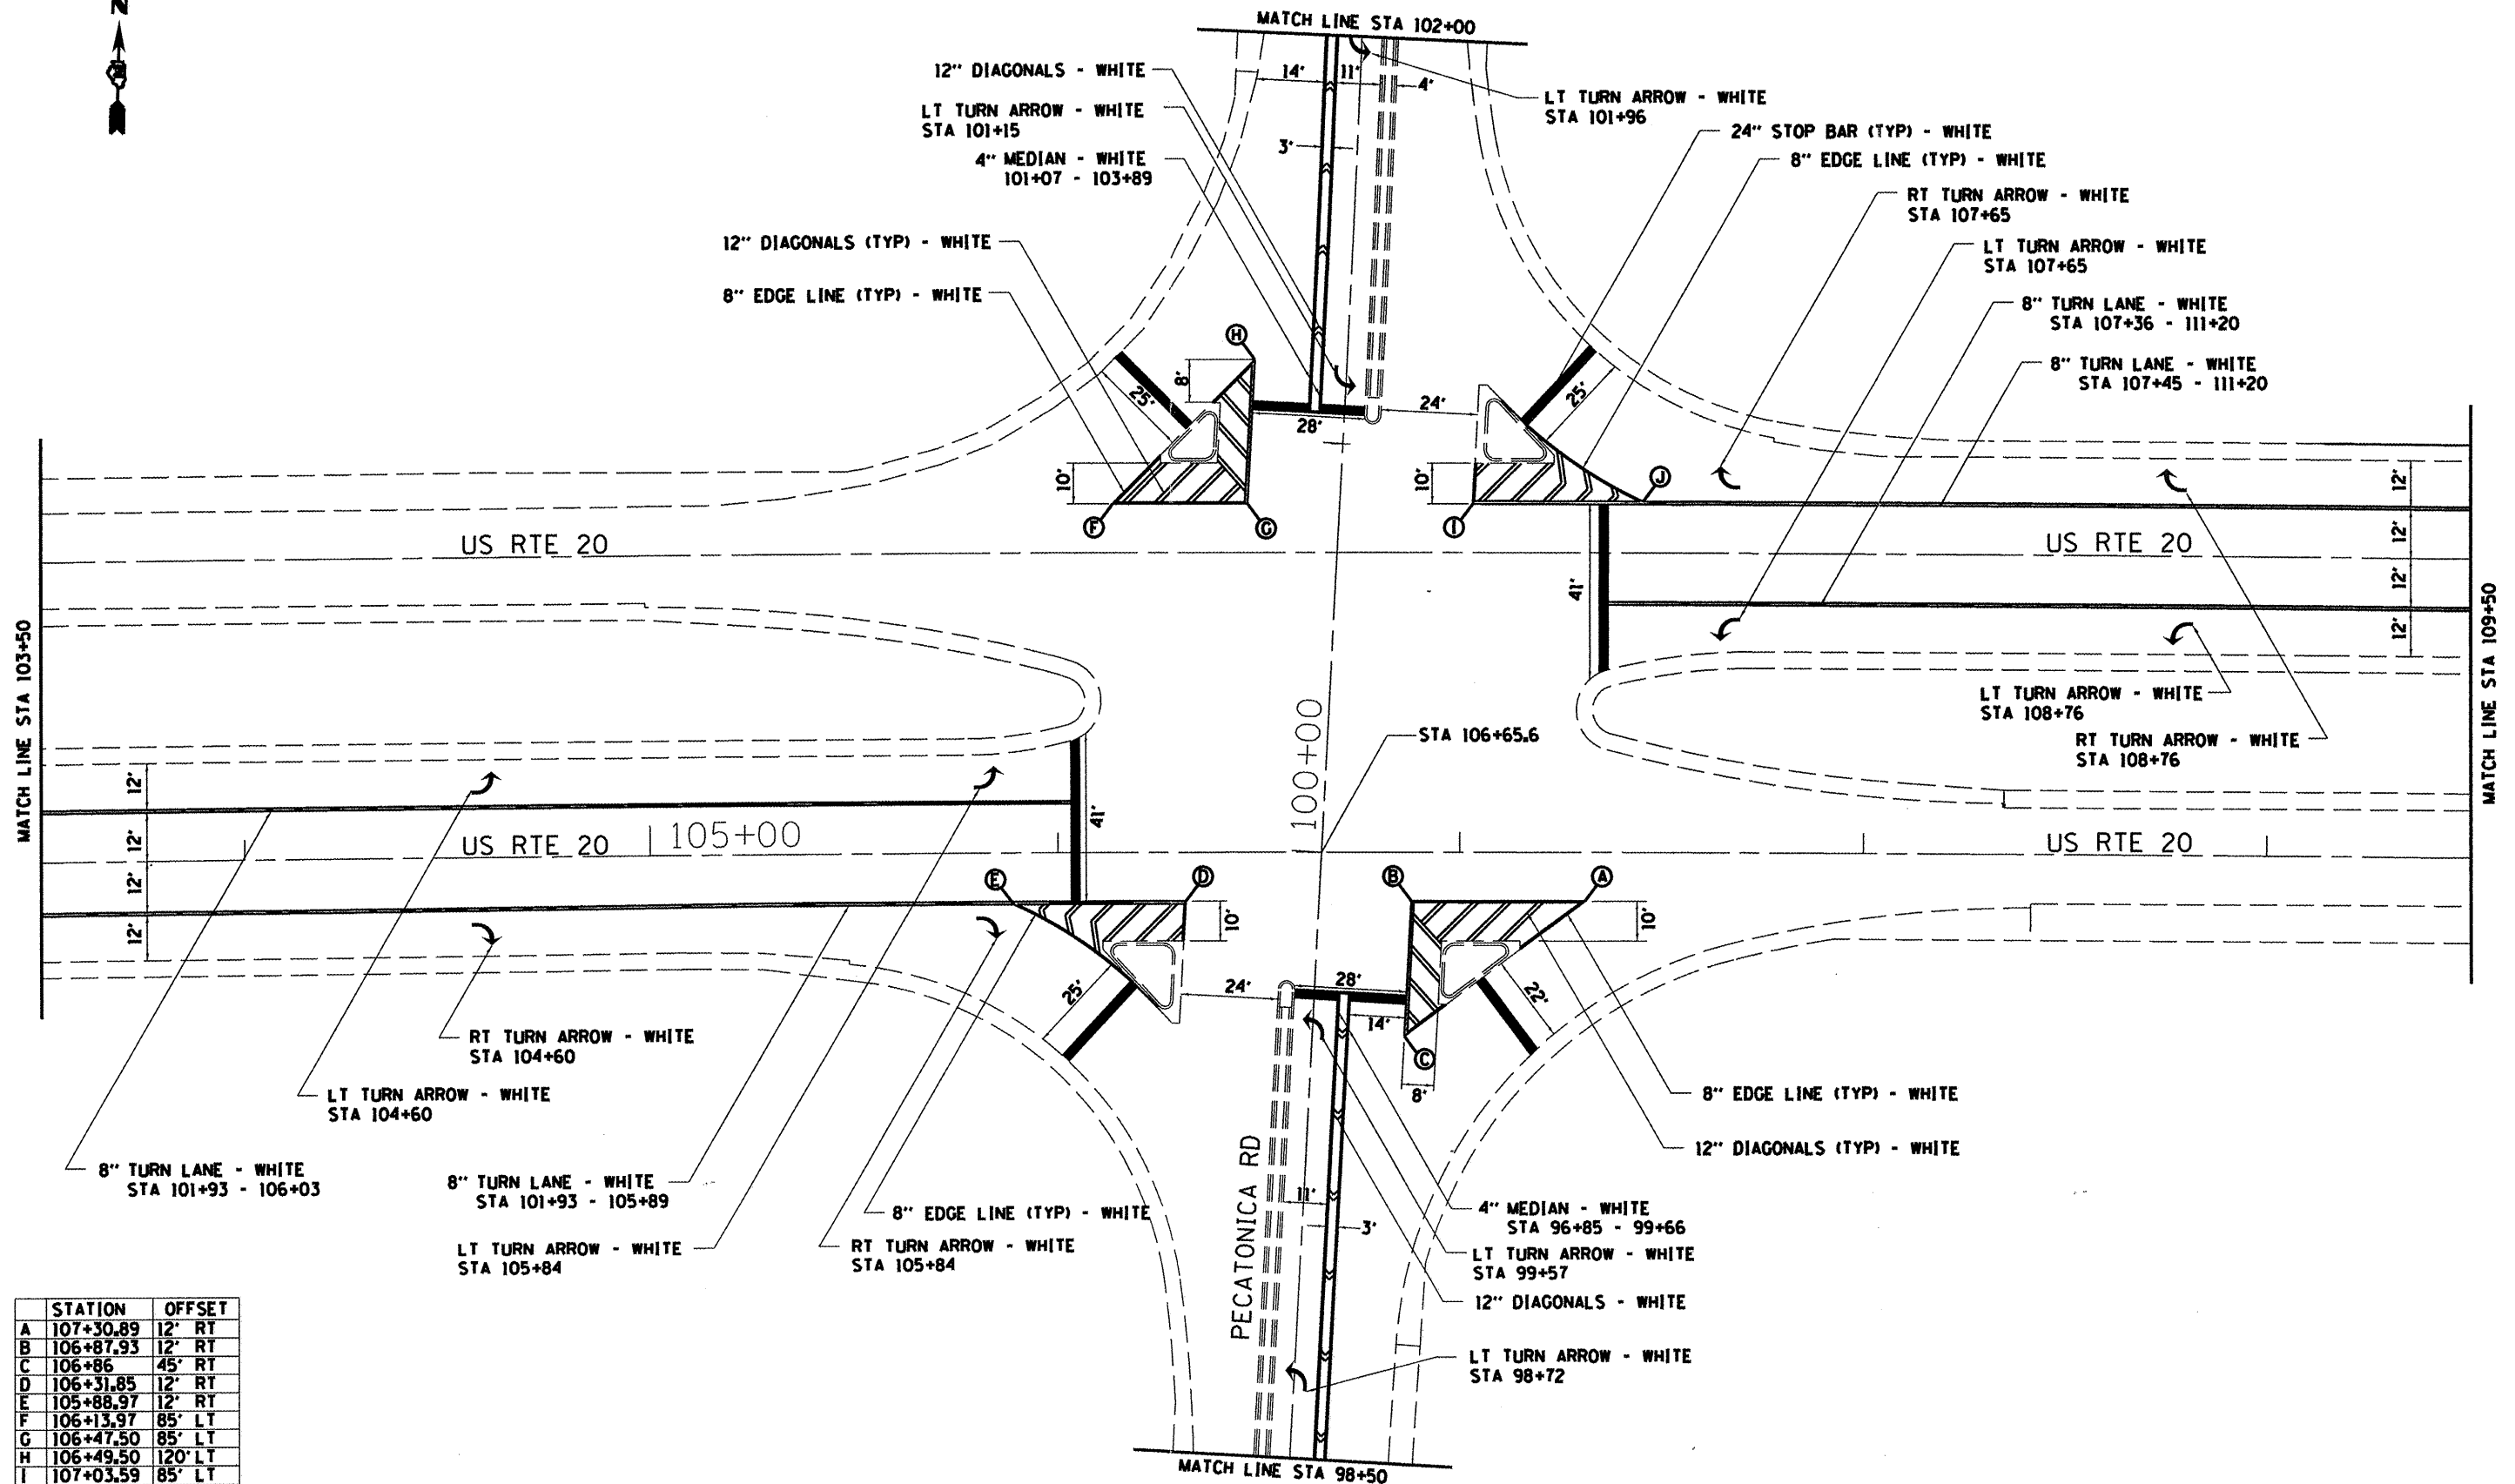 N
MATCH LINE STA 102+00
12" DIAGONALS - WHITE
14'
11'
4'
LT TURN ARROW - WHITE
STA 101+15
LT TURN ARROW - WHITE
STA 101+96
24" STOP BAR (TYP) - WHITE
3'
4" MEDIAN - WHITE
101+07 - 103+89
8" EDGE LINE (TYP) - WHITE
RT TURN ARROW - WHITE
STA 107+65
12" DIAGONALS (TYP) - WHITE
LT TURN ARROW - WHITE
STA 107+65
8" EDGE LINE (TYP) - WHITE
8" TURN LANE - WHITE
STA 107+36 - 111+20
H
8" TURN LANE - WHITE
STA 107+45 - 111+20
8'
25'
24'
28'
25'
10'
10'
J
12'
F
G
I
US RTE 20
12'
US RTE 20
41'
12'
12'
MATCH LINE STA 103+50
MATCH LINE STA 109+50
LT TURN ARROW - WHITE
STA 108+76
100+00
STA 106+65.6
RT TURN ARROW - WHITE
STA 108+76
12'
41'
12'
US RTE 20
105+00
US RTE 20
12'
E
D
B
A
12'
10'
10'
25'
24'
28'
22'
14'
RT TURN ARROW - WHITE
STA 104+60
C
8'
LT TURN ARROW - WHITE
STA 104+60
8" EDGE LINE (TYP) - WHITE
PECATONICA RD
12" DIAGONALS (TYP) - WHITE
8" TURN LANE - WHITE
STA 101+93 - 106+03
8" TURN LANE - WHITE
STA 101+93 - 105+89
11'
8" EDGE LINE (TYP) - WHITE
3'
4" MEDIAN - WHITE
STA 96+85 - 99+66
LT TURN ARROW - WHITE
STA 105+84
RT TURN ARROW - WHITE
STA 105+84
LT TURN ARROW - WHITE
STA 99+57
12" DIAGONALS - WHITE
LT TURN ARROW - WHITE
STA 98+72
STATION OFFSET
A 107+30.89 12' RT
B 106+87.93 12' RT
C 106+86 45' RT
D 106+31.85 12' RT
E 105+88.97 12' RT
F 106+13.97 85' LT
G 106+47.50 85' LT
H 106+49.50 120' LT
I 107+03.59 85' LT
MATCH LINE STA 98+50